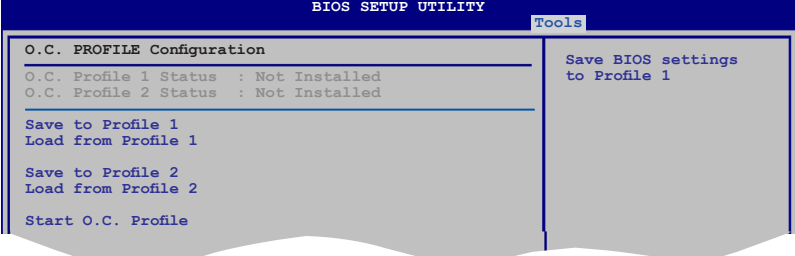 BIOS SETUP UTILITY
Tools
O.C. PROFILE Configuration
O.C. Profile 1 Status : Not Installed
O.C. Profile 2 Status : Not Installed
Save to Profile 1
Load from Profile 1
Save to Profile 2
Load from Profile 2
Start O.C. Profile
Save BIOS settings
to Profile 1